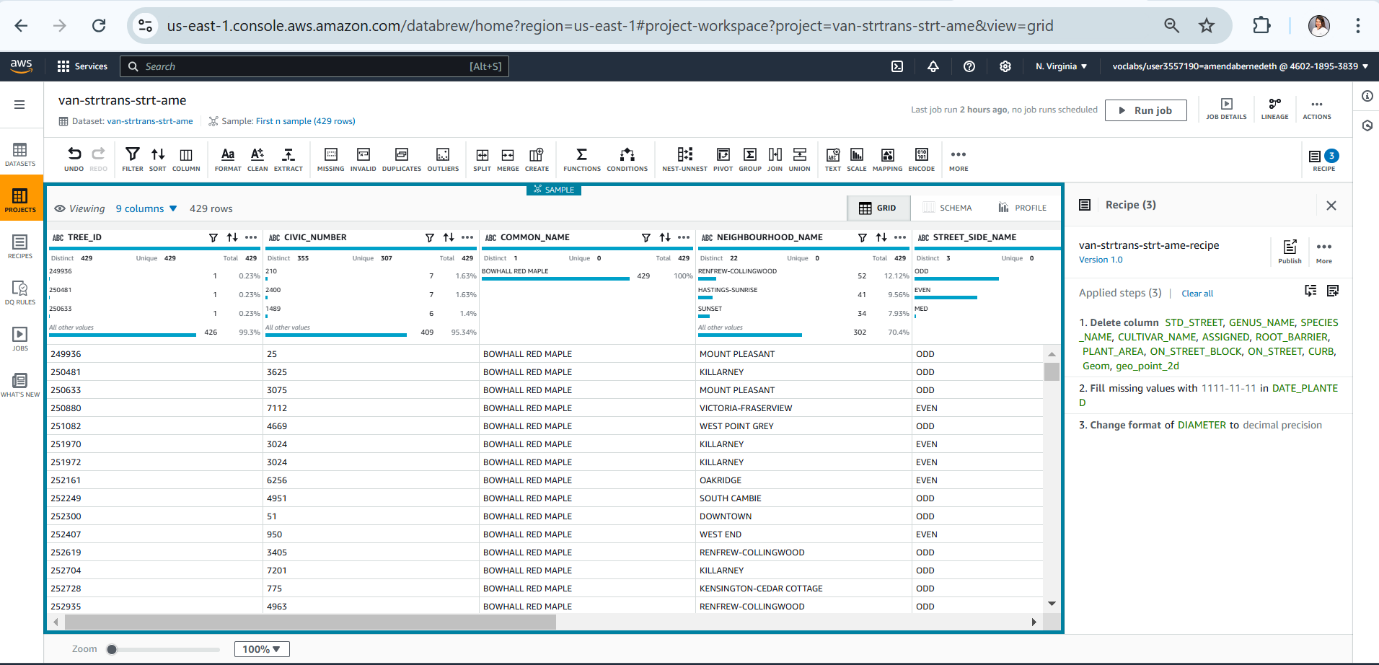 us-east-1.console.aws.amazon.com/databrew/home?region=us-east-1#project-workspace?project=van-strtrans-strt-ame&view=grid
aws Services Search [Alt+S] N. Virginia ▼ voclabs/user3557190=amendabernedeth @ 4602-1895-3839 ▼
van-strtrans-strt-ame
Dataset: van-strtrans-strt-ame Sample: First n sample (429 rows)
Last job run 2 hours ago, no job runs scheduled Run job JOB DETAILS LINEAGE ACTIONS
DATASETS
PROJECTS
RECIPES
DQ RULES
JOBS
WHAT'S NEW
UNDO REDO FILTER SORT COLUMN FORMAT CLEAN EXTRACT MISSING INVALID DUPLICATES OUTLIERS SPLIT MERGE CREATE FUNCTIONS CONDITIONS NEST-UNNEST PIVOT GROUP JOIN UNION TEXT SCALE MAPPING ENCODE MORE 3 RECIPE
SAMPLE
Viewing 9 columns ▼ 429 rows GRID SCHEMA PROFILE
ABC TREE_ID ABC CIVIC_NUMBER ABC COMMON_NAME ABC NEIGHBOURHOOD_NAME ABC STREET_SIDE_NAME
Distinct 429 Unique 429 Total 429 Distinct 355 Unique 307 Total 429 Distinct 1 Unique 0 Total 429 Distinct 22 Unique 0 Total 429 Distinct 3 Unique 0
249936 1 0.23% 210 7 1.63% BOWHALL RED MAPLE 429 100% RENFREW-COLLINGWOOD 52 12.12% ODD
250481 1 0.23% 2400 7 1.63% HASTINGS-SUNRISE 41 9.56% EVEN
250633 1 0.23% 1489 6 1.4% SUNSET 34 7.93% MED
All other values 426 99.3% All other values 409 95.34% All other values 302 70.4%
249936 25 BOWHALL RED MAPLE MOUNT PLEASANT ODD
250481 3625 BOWHALL RED MAPLE KILLARNEY ODD
250633 3075 BOWHALL RED MAPLE MOUNT PLEASANT ODD
250880 7112 BOWHALL RED MAPLE VICTORIA-FRASERVIEW EVEN
251082 4669 BOWHALL RED MAPLE WEST POINT GREY ODD
251970 3024 BOWHALL RED MAPLE KILLARNEY EVEN
251972 3024 BOWHALL RED MAPLE KILLARNEY EVEN
252161 6256 BOWHALL RED MAPLE OAKRIDGE EVEN
252249 4951 BOWHALL RED MAPLE SOUTH CAMBIE ODD
252300 51 BOWHALL RED MAPLE DOWNTOWN ODD
252407 950 BOWHALL RED MAPLE WEST END EVEN
252619 3405 BOWHALL RED MAPLE RENFREW-COLLINGWOOD ODD
252704 7201 BOWHALL RED MAPLE KILLARNEY ODD
252728 775 BOWHALL RED MAPLE KENSINGTON-CEDAR COTTAGE ODD
252935 4963 BOWHALL RED MAPLE RENFREW-COLLINGWOOD ODD
Zoom 100% ▼
Recipe (3)
van-strtrans-strt-ame-recipe
Version 1.0
Publish More
Applied steps (3) | Clear all
1. Delete column STD_STREET, GENUS_NAME, SPECIES
_NAME, CULTIVAR_NAME, ASSIGNED, ROOT_BARRIER,
PLANT_AREA, ON_STREET_BLOCK, ON_STREET, CURB,
Geom, geo_point_2d
2. Fill missing values with 1111-11-11 in DATE_PLANTE
D
3. Change format of DIAMETER to decimal precision